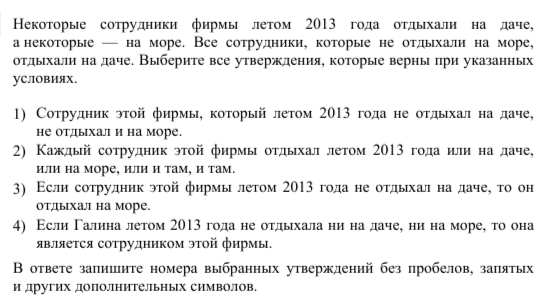 Некоторые сотрудники фирмы летом 2013 года отдыхали на даче,
а некоторые — на море. Все сотрудники, которые не отдыхали на море,
отдыхали на даче. Выберите все утверждения, которые верны при указанных
условиях.
1) Сотрудник этой фирмы, который летом 2013 года не отдыхал на даче,
не отдыхал и на море.
2) Каждый сотрудник этой фирмы отдыхал летом 2013 года или на даче,
или на море, или и там, и там.
3) Если сотрудник этой фирмы летом 2013 года не отдыхал на даче, то он
отдыхал на море.
4) Если Галина летом 2013 года не отдыхала ни на даче, ни на море, то она
является сотрудником этой фирмы.
В ответе запишите номера выбранных утверждений без пробелов, запятых
и других дополнительных символов.